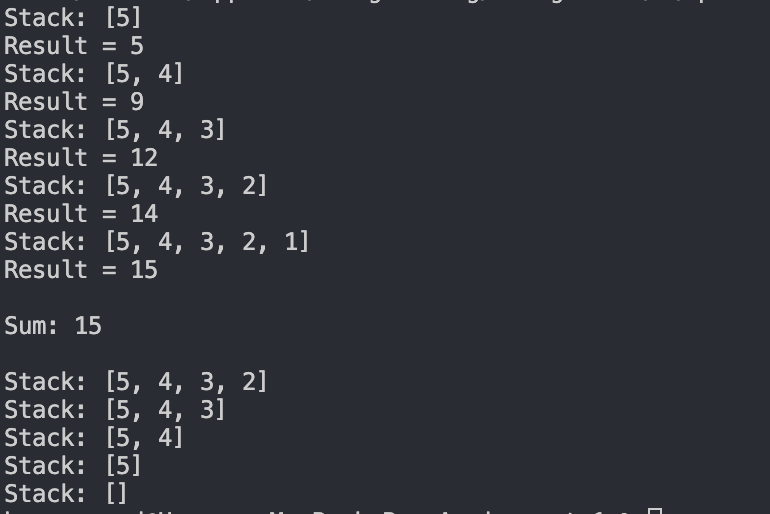 Stack: [5]
Result = 5
Stack: [5, 4]
Result = 9
Stack: [5, 4, 3]
Result = 12
Stack: [5, 4, 3, 2]
Result = 14
Stack: [5, 4, 3, 2, 1]
Result = 15
Sum: 15
Stack: [5, 4, 3, 2]
Stack: [5, 4, 3]
Stack: [5, 4]
Stack: [5]
Stack: []